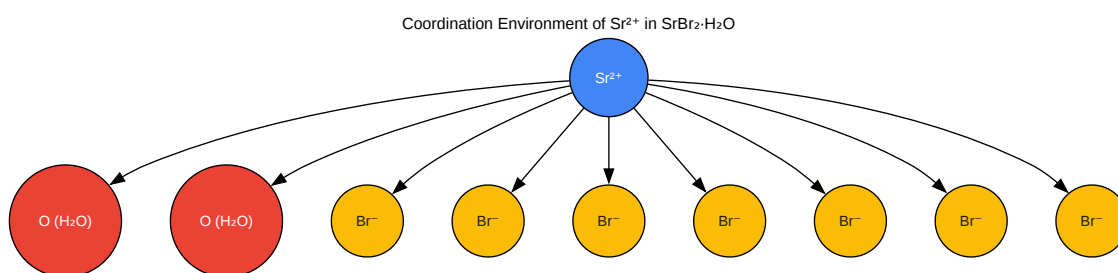 Coordination Environment of Sr²⁺ in SrBr₂·H₂O
Sr²⁺
O (H₂O)
O (H₂O)
Br⁻
Br⁻
Br⁻
Br⁻
Br⁻
Br⁻
Br⁻